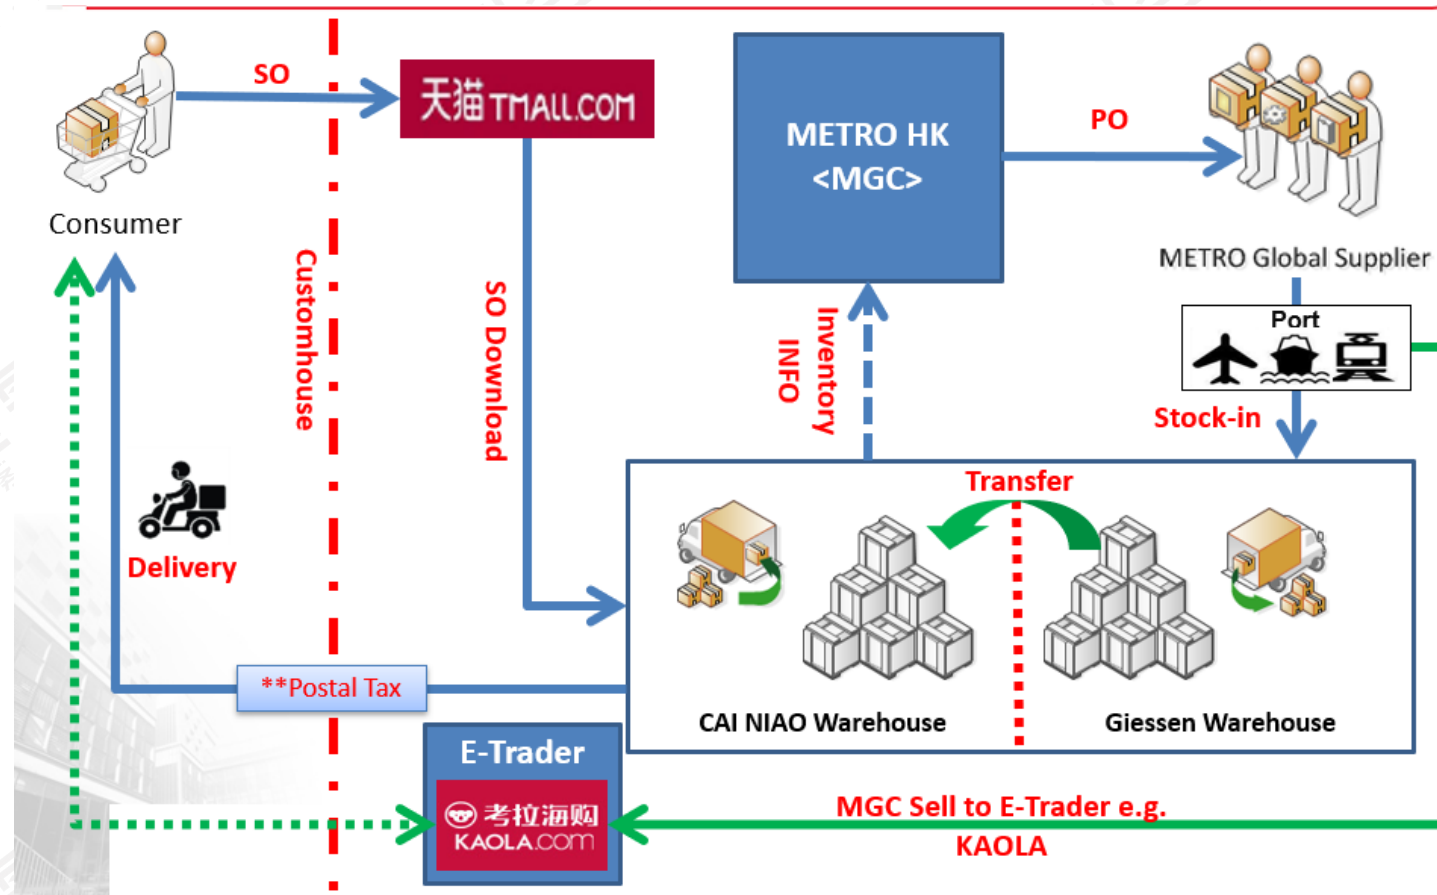 SO
天猫 TMALL.COM
METRO HK
<MGC>
PO
Consumer
METRO Global Supplier
Customhouse
SO Download
Inventory
INFO
Port
Stock-in
Transfer
Delivery
**Postal Tax
CAI NIAO Warehouse
Giessen Warehouse
E-Trader
考拉海购
KAOLA.com
MGC Sell to E-Trader e.g.
KAOLA